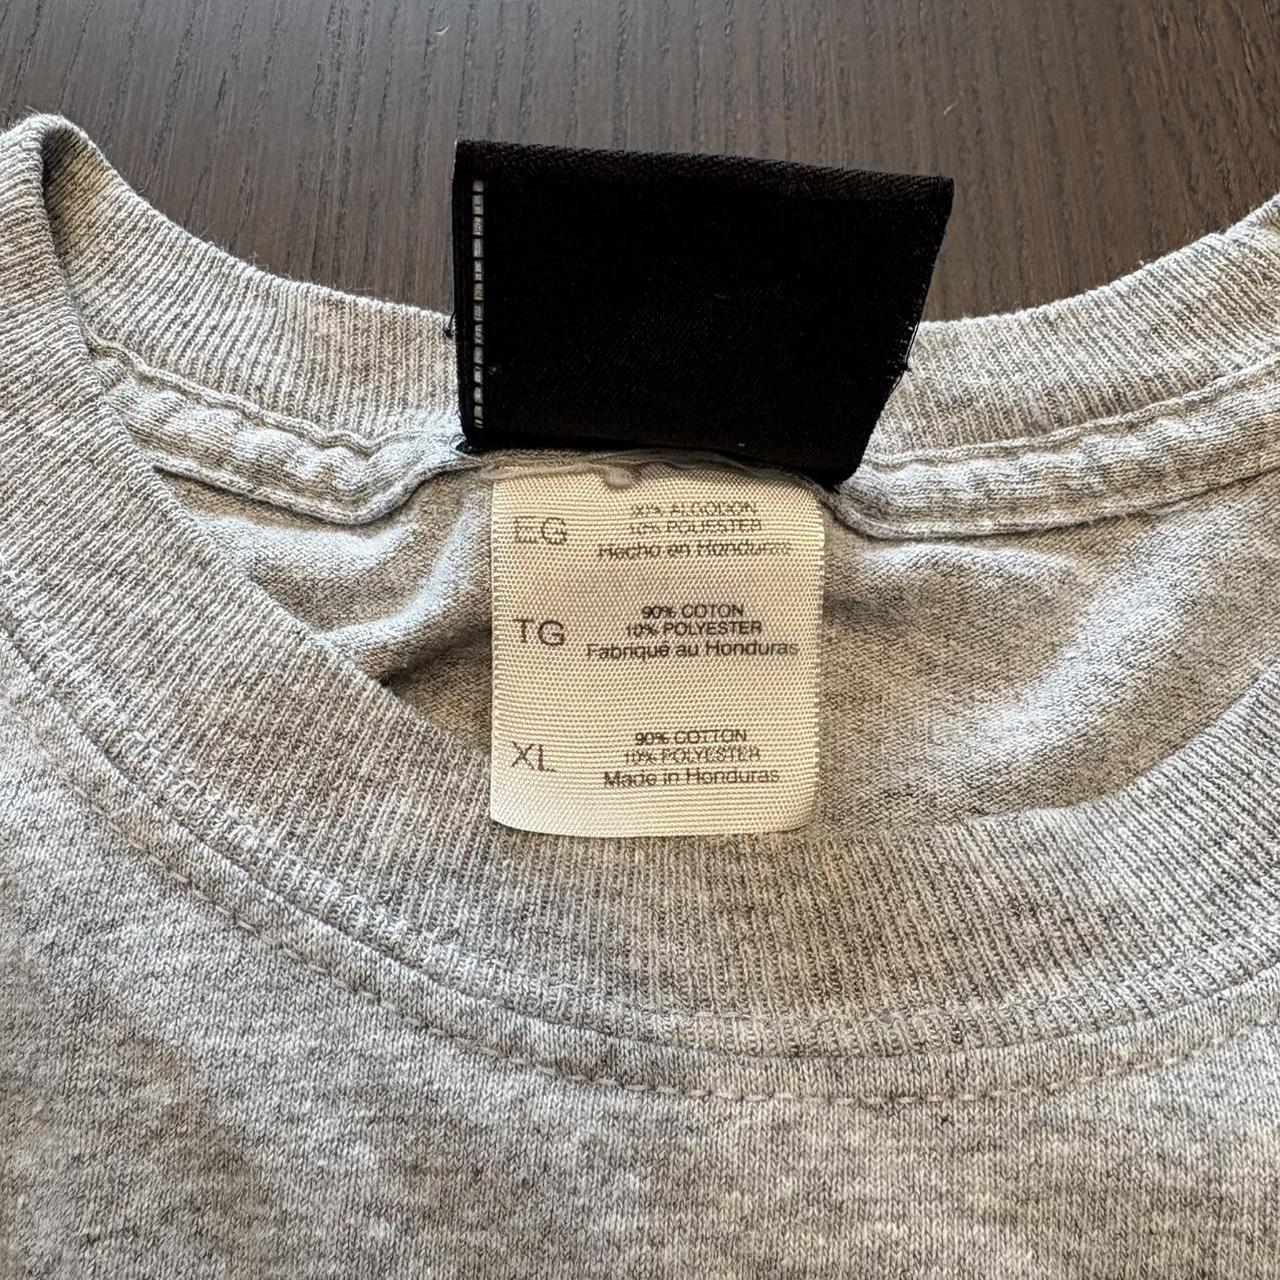 EG
90% ALGODON
10% POLIESTER
Hecho en Honduras
TG
90% COTON
10% POLYESTER
Fabriqué au Honduras
XL
90% COTTON
10% POLYESTER
Made in Honduras